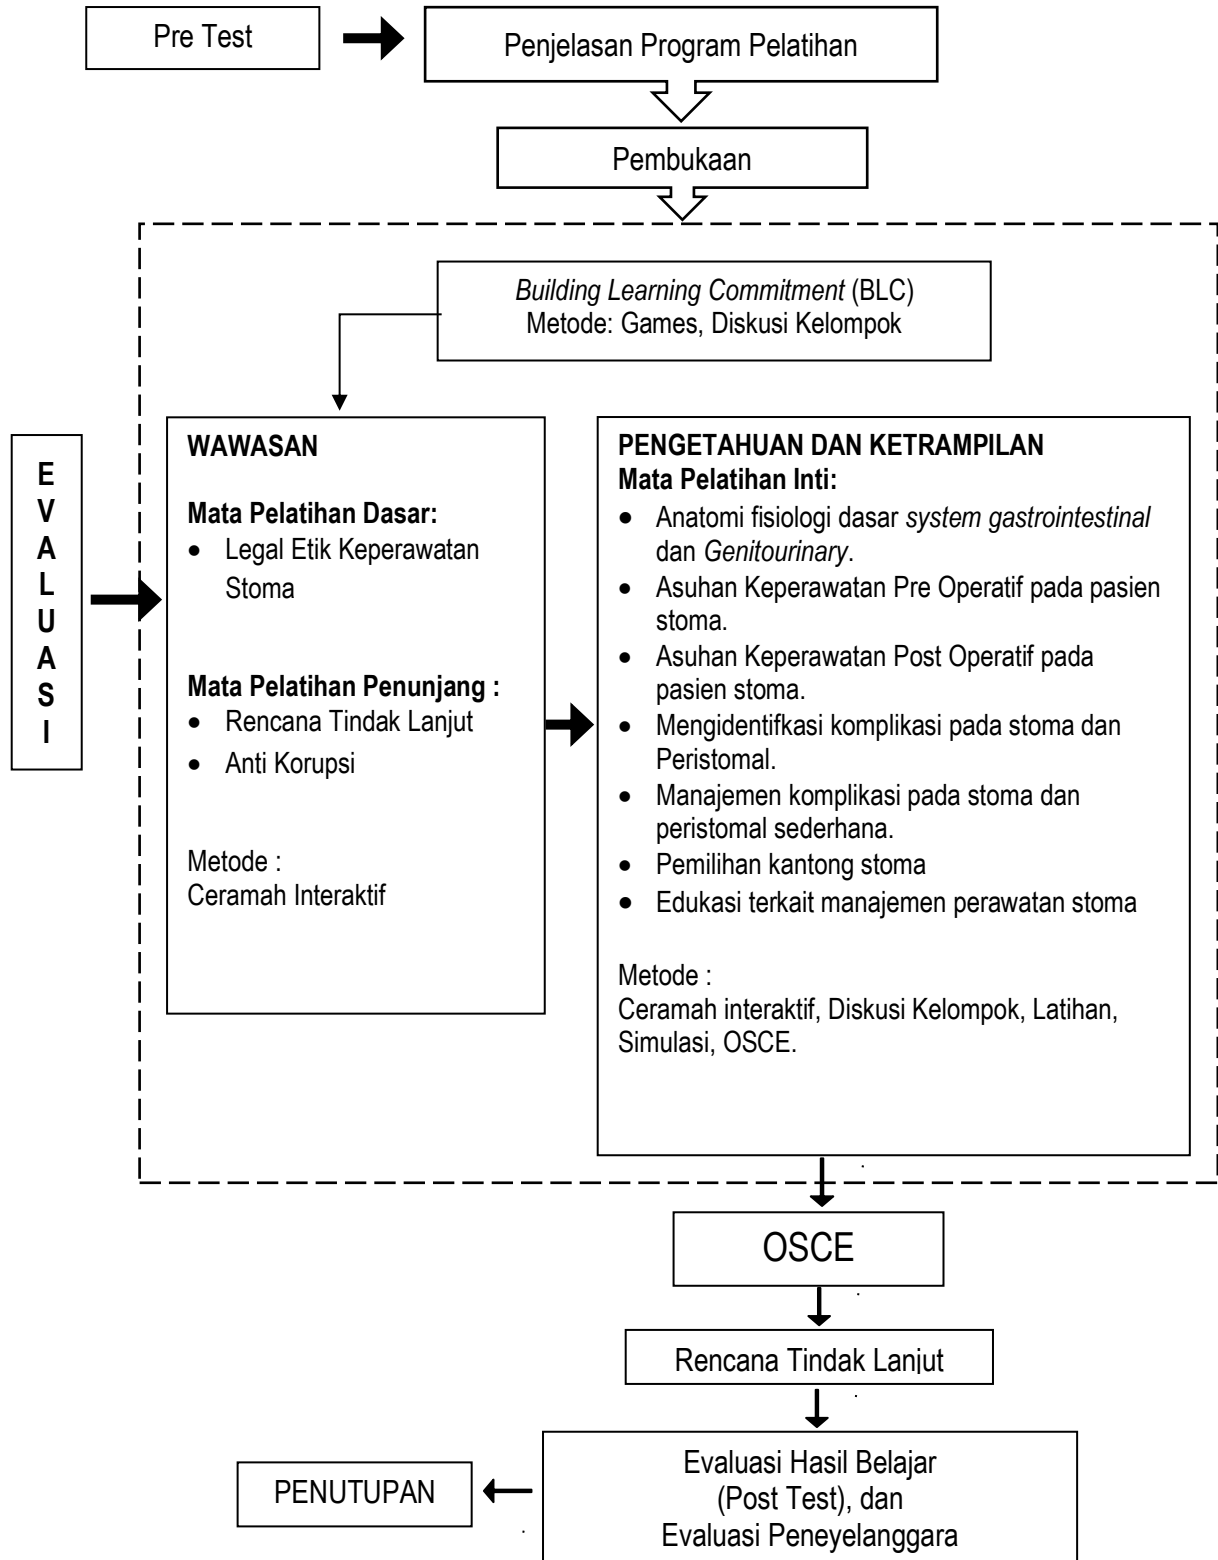 Pre Test
Penjelasan Program Pelatihan
Pembukaan
Building Learning Commitment (BLC)
Metode: Games, Diskusi Kelompok
E
V
A
L
U
A
S
I
WAWASAN
Mata Pelatihan Dasar:
● Legal Etik Keperawatan
Stoma
Mata Pelatihan Penunjang :
● Rencana Tindak Lanjut
● Anti Korupsi
Metode :
Ceramah Interaktif
PENGETAHUAN DAN KETRAMPILAN
Mata Pelatihan Inti:
● Anatomi fisiologi dasar system gastrointestinal
dan Genitourinary.
● Asuhan Keperawatan Pre Operatif pada pasien
stoma.
● Asuhan Keperawatan Post Operatif pada
pasien stoma.
● Mengidentifkasi komplikasi pada stoma dan
Peristomal.
● Manajemen komplikasi pada stoma dan
peristomal sederhana.
● Pemilihan kantong stoma
● Edukasi terkait manajemen perawatan stoma
Metode :
Ceramah interaktif, Diskusi Kelompok, Latihan,
Simulasi, OSCE.
OSCE
Rencana Tindak Lanjut
Evaluasi Hasil Belajar
(Post Test), dan
Evaluasi Peneyelanggara
PENUTUPAN